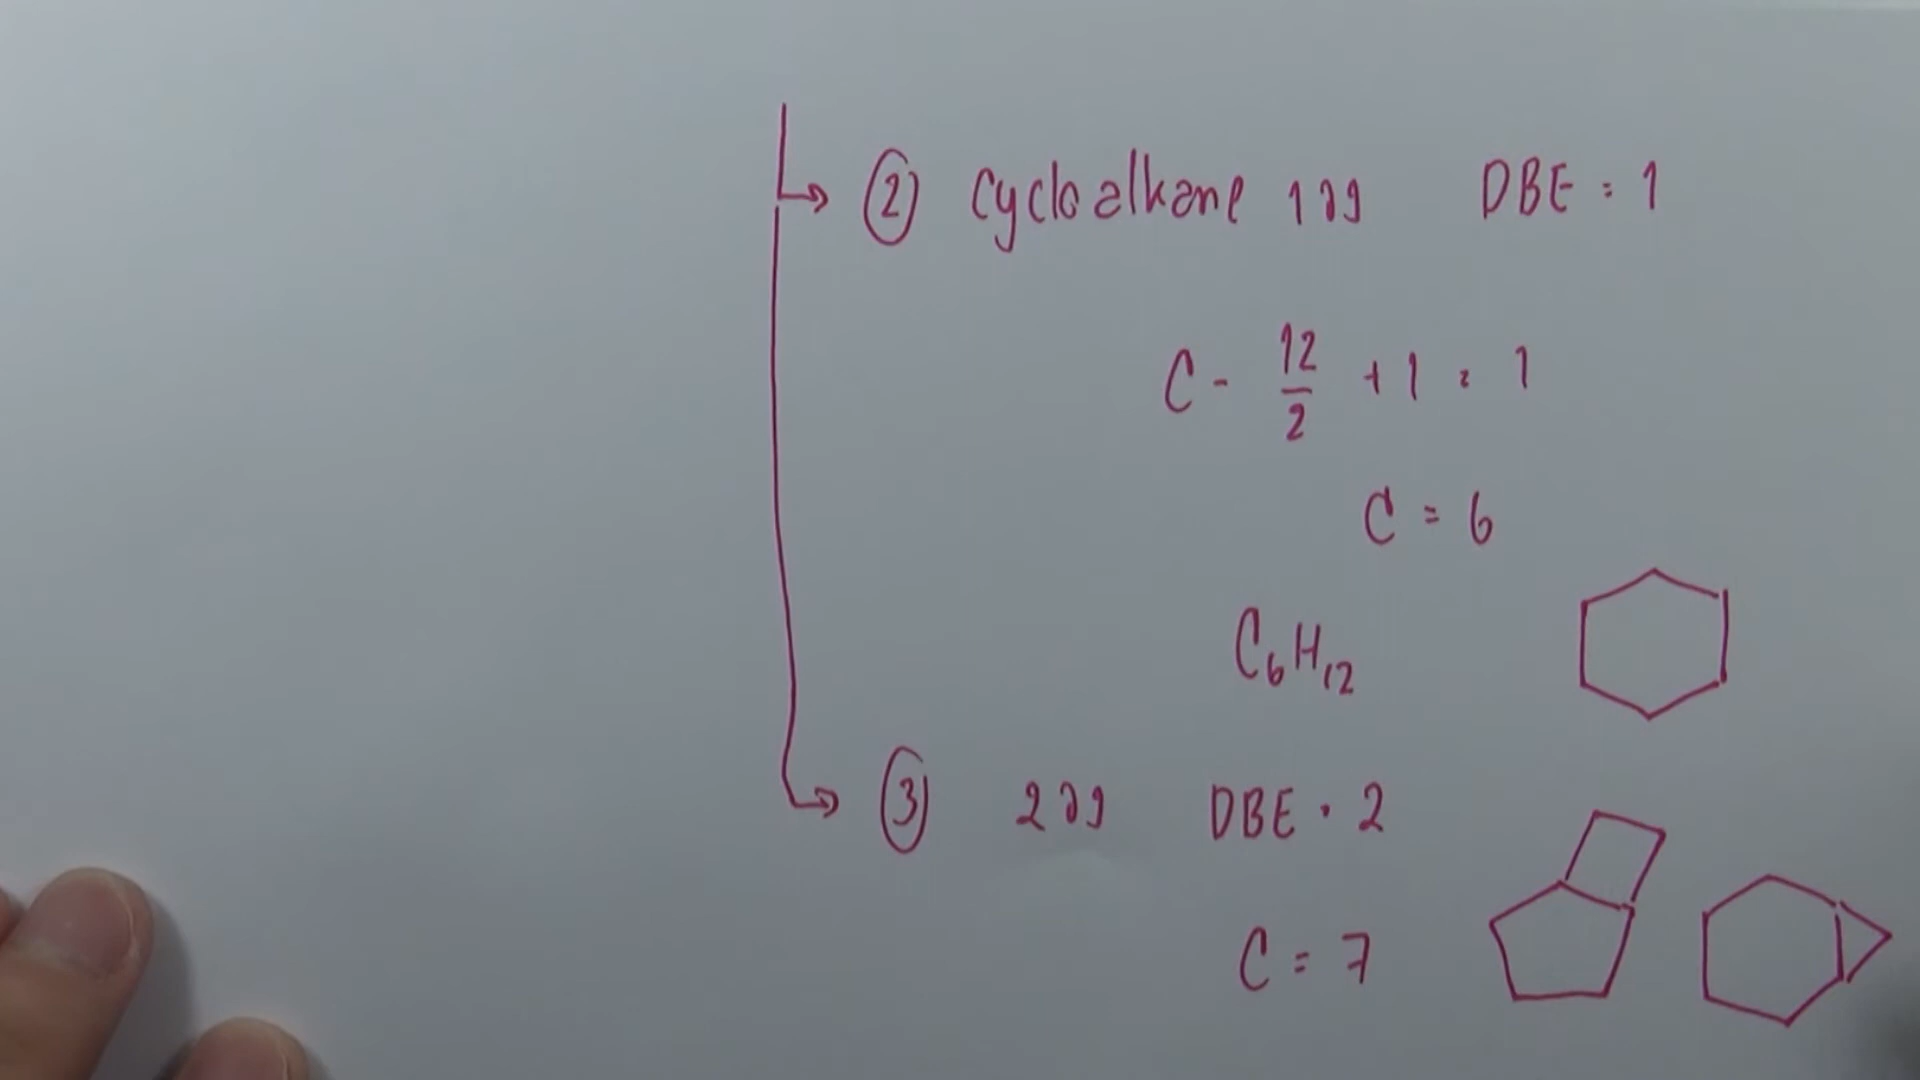 ② Cycloalkane 1 วง DBE = 1
C - 12/2 + 1 = 1
C = 6
C₆H₁₂
③ 2 วง DBE = 2
C = 7